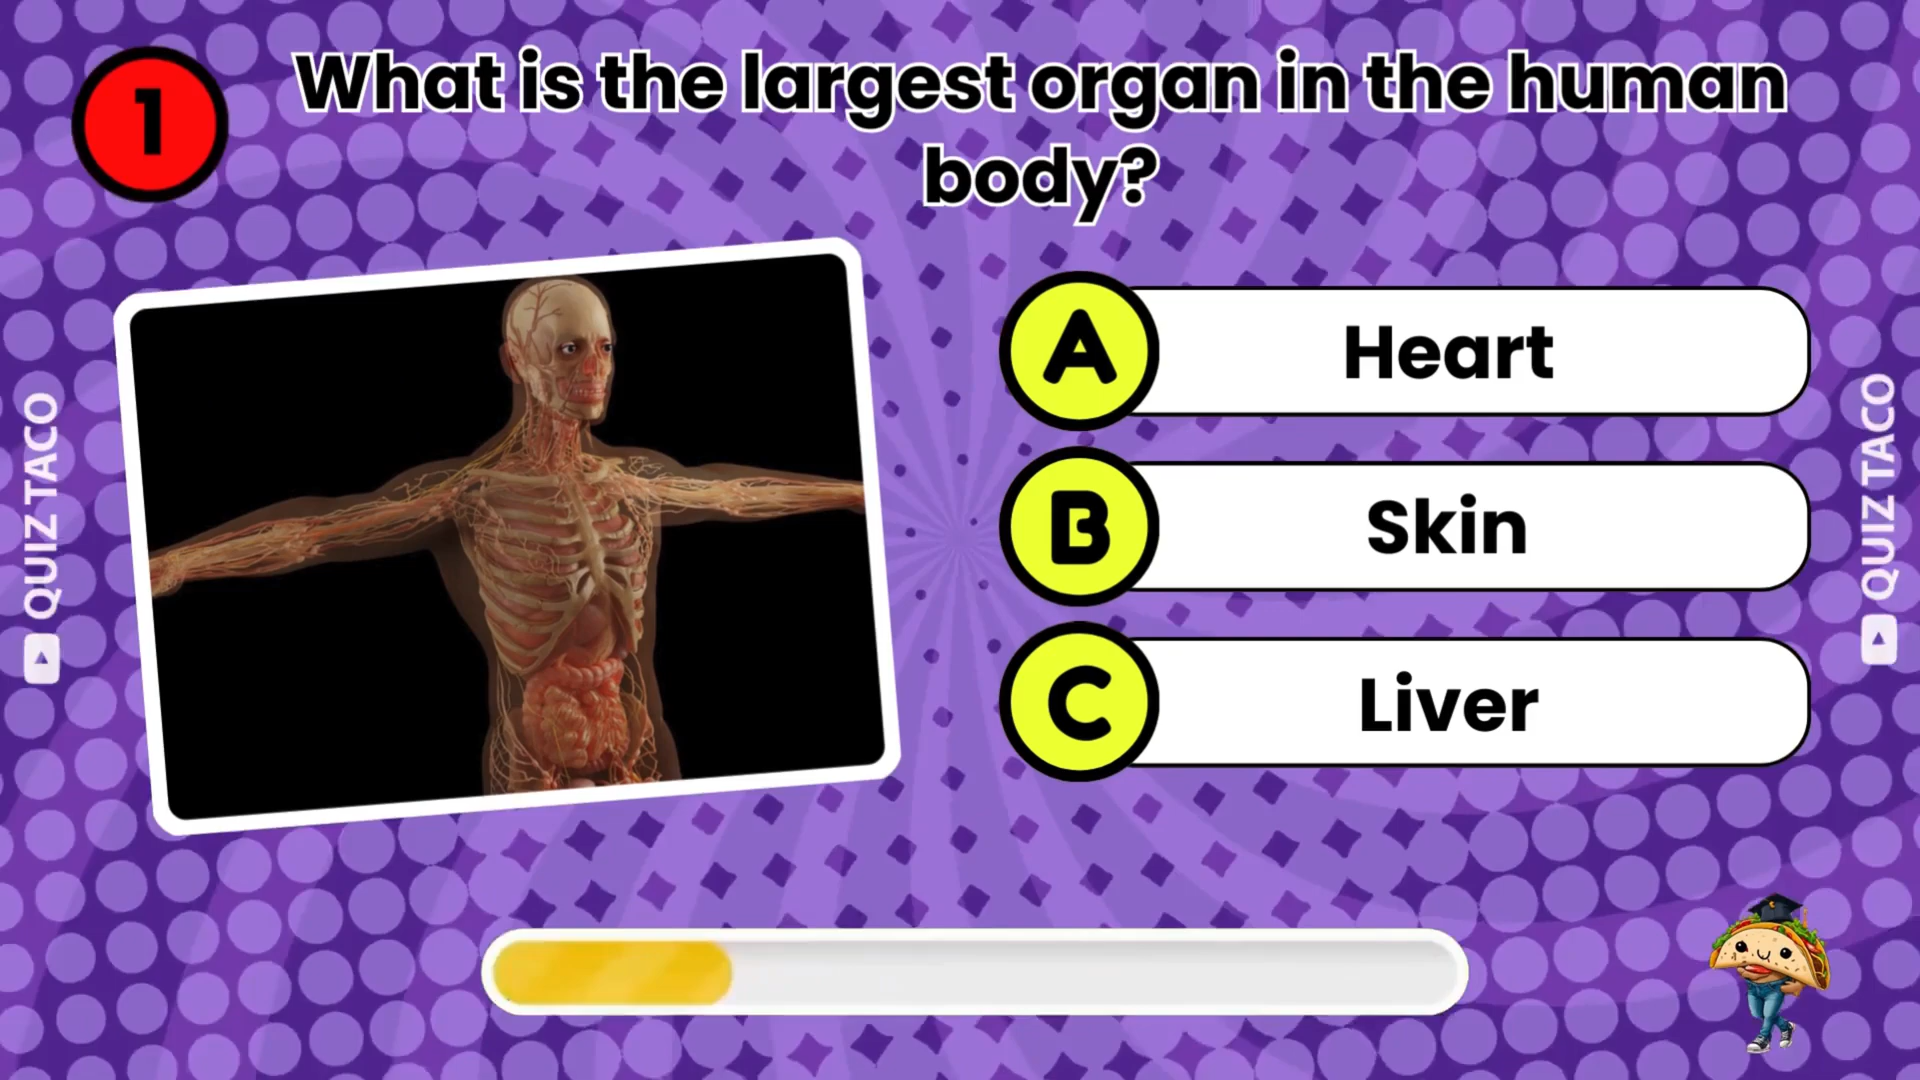 1
What is the largest organ in the human
body?
A
Heart
B
Skin
C
Liver
QUIZ TACO
QUIZ TACO